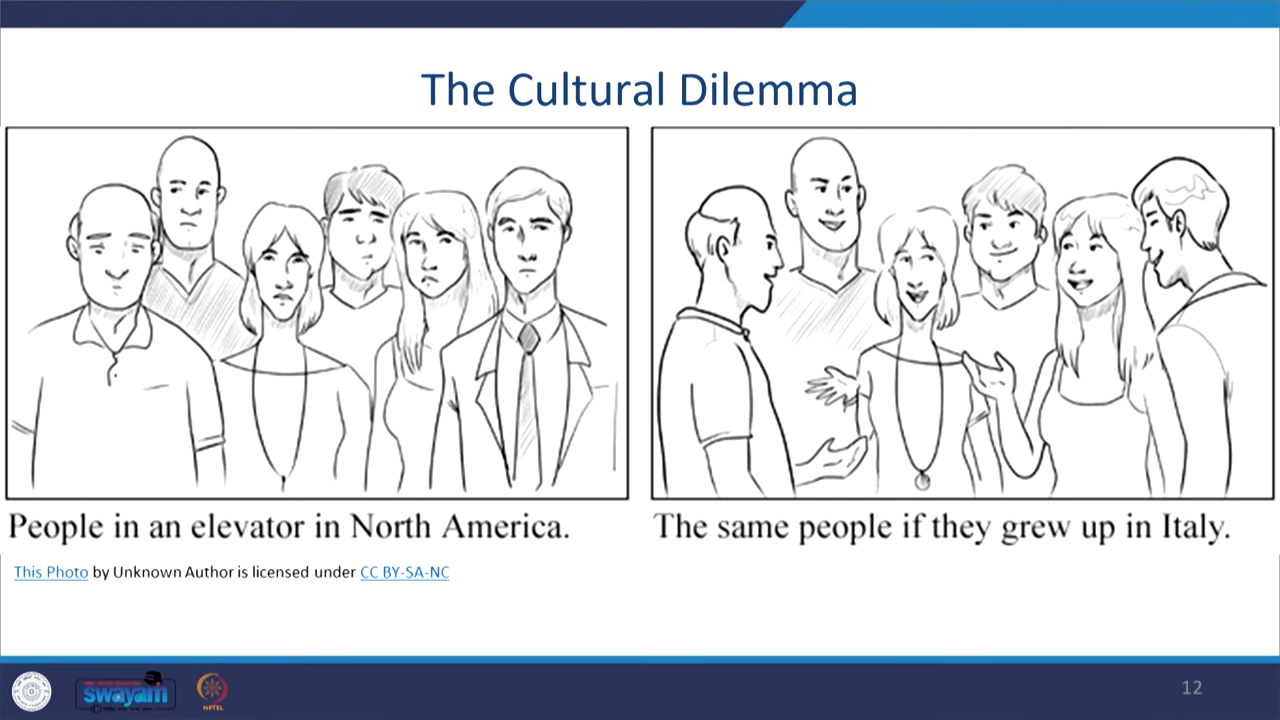 The Cultural Dilemma
People in an elevator in North America.
The same people if they grew up in Italy.
This Photo by Unknown Author is licensed under CC BY-SA-NC
swayam
NPTEL
12